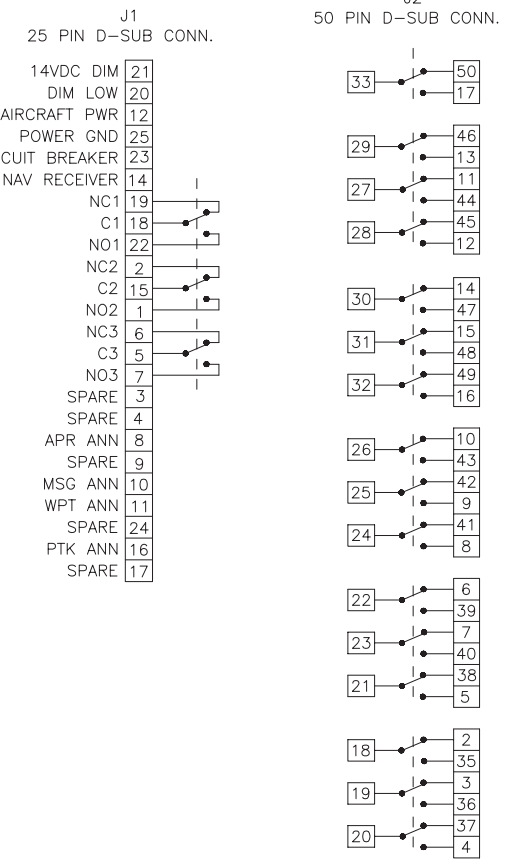 J1
25 PIN D-SUB CONN.
14VDC DIM 21
DIM LOW 20
AIRCRAFT PWR 12
POWER GND 25
CUIT BREAKER 23
NAV RECEIVER 14
NC1 19
C1 18
NO1 22
NC2 2
C2 15
NO2 1
NC3 6
C3 5
NO3 7
SPARE 3
SPARE 4
APR ANN 8
SPARE 9
MSG ANN 10
WPT ANN 11
SPARE 24
PTK ANN 16
SPARE 17
J2
50 PIN D-SUB CONN.
50
33
17
46
29
13
11
27
44
45
28
12
14
30
47
15
31
48
49
32
16
10
26
43
42
25
9
41
24
8
6
22
39
7
23
40
38
21
5
2
18
35
3
19
36
37
20
4